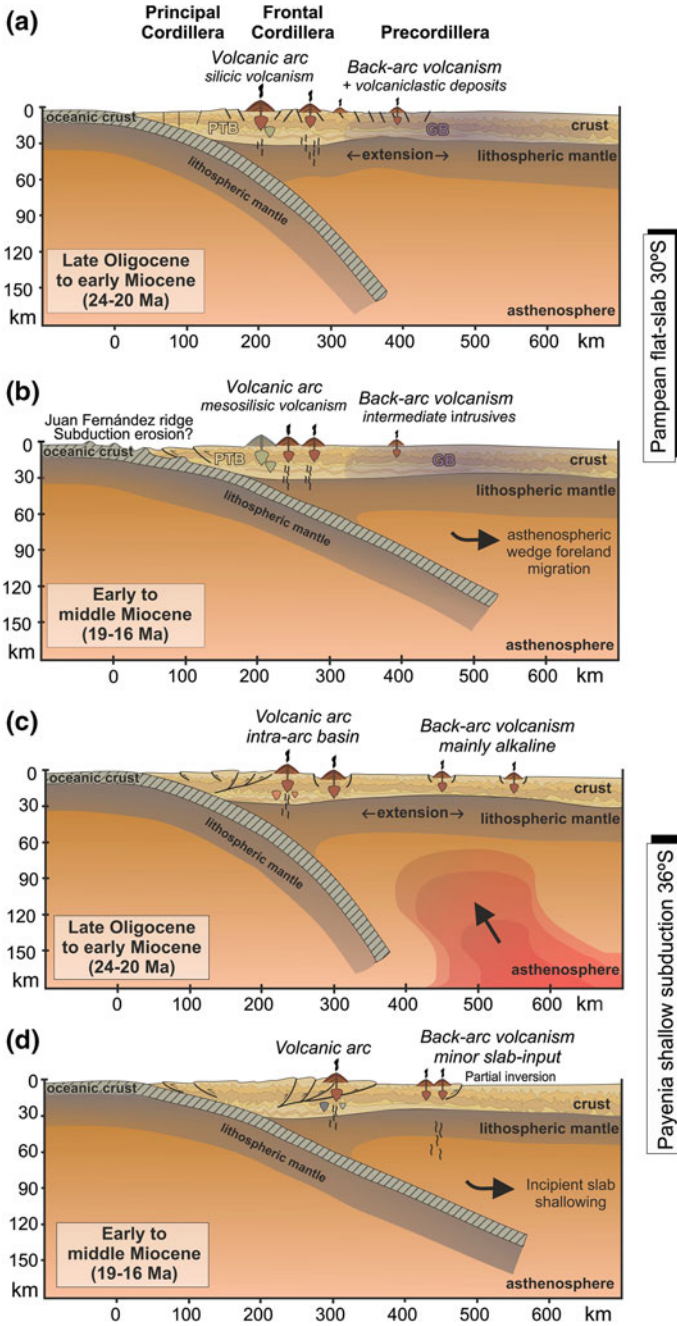 (a)
Principal
Cordillera
Frontal
Cordillera
Precordillera
Volcanic arc
silicic volcanism
Back-arc volcanism
+ volcaniclastic deposits
0
30
60
90
120
150
km
oceanic crust
PTB
GB
crust
←extension→
lithospheric mantle
lithospheric mantle
Late Oligocene
to early Miocene
(24-20 Ma)
asthenosphere
0 100 200 300 400 500 600 km
Pampean flat-slab 30ºS
(b)
Juan Fernández ridge
Subduction erosion?
Volcanic arc
mesosilisic volcanism
Back-arc volcanism
intermediate intrusives
0
30
60
90
120
150
km
oceanic crust
PTB
GB
crust
lithospheric mantle
lithospheric mantle
asthenospheric
wedge foreland
migration
Early to
middle Miocene
(19-16 Ma)
asthenosphere
0 100 200 300 400 500 600 km
(c)
Volcanic arc
intra-arc basin
Back-arc volcanism
mainly alkaline
0
30
60
90
120
150
km
oceanic crust
crust
←extension→
lithospheric mantle
lithospheric mantle
Late Oligocene
to early Miocene
(24-20 Ma)
asthenosphere
0 100 200 300 400 500 600 km
Payenia shallow subduction 36ºS
(d)
Volcanic arc
Back-arc volcanism
minor slab-input
Partial inversion
0
30
60
90
120
150
km
oceanic crust
crust
lithospheric mantle
lithospheric mantle
Incipient slab
shallowing
Early to
middle Miocene
(19-16 Ma)
asthenosphere
0 100 200 300 400 500 600 km